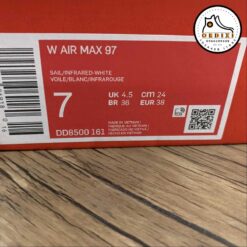 OEDIXI
W AIR MAX 97
SAIL/INFRARED-WHITE
VOILE/BLANC/INFRAROUGE
7
UK 4.5 CM 24
BR 36 EUR 38
DD8500 161
MADE IN VIETNAM